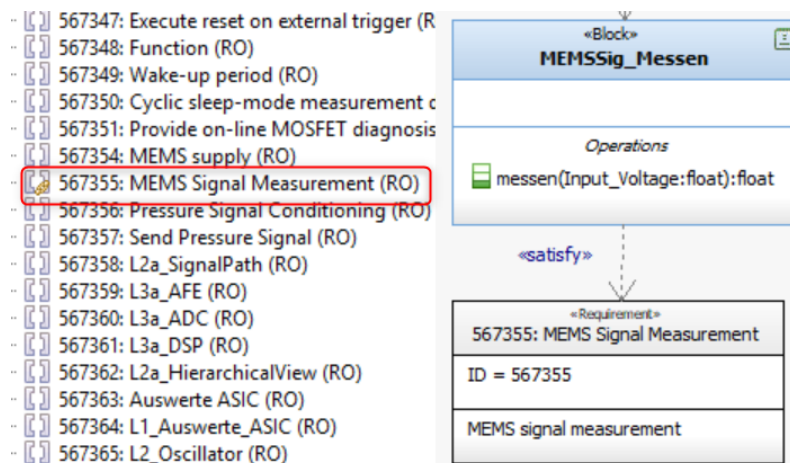 567347: Execute reset on external trigger (R
567348: Function (RO)
567349: Wake-up period (RO)
567350: Cyclic sleep-mode measurement c
567351: Provide on-line MOSFET diagnosis
567354: MEMS supply (RO)
567355: MEMS Signal Measurement (RO)
567356: Pressure Signal Conditioning (RO)
567357: Send Pressure Signal (RO)
567358: L2a_SignalPath (RO)
567359: L3a_AFE (RO)
567360: L3a_ADC (RO)
567361: L3a_DSP (RO)
567362: L2a_HierarchicalView (RO)
567363: Auswerte ASIC (RO)
567364: L1_Auswerte_ASIC (RO)
567365: L2_Oscillator (RO)
«Block»
MEMSSig_Messen
Operations
messen(Input_Voltage:float):float
«satisfy»
«Requirement»
567355: MEMS Signal Measurement
ID = 567355
MEMS signal measurement